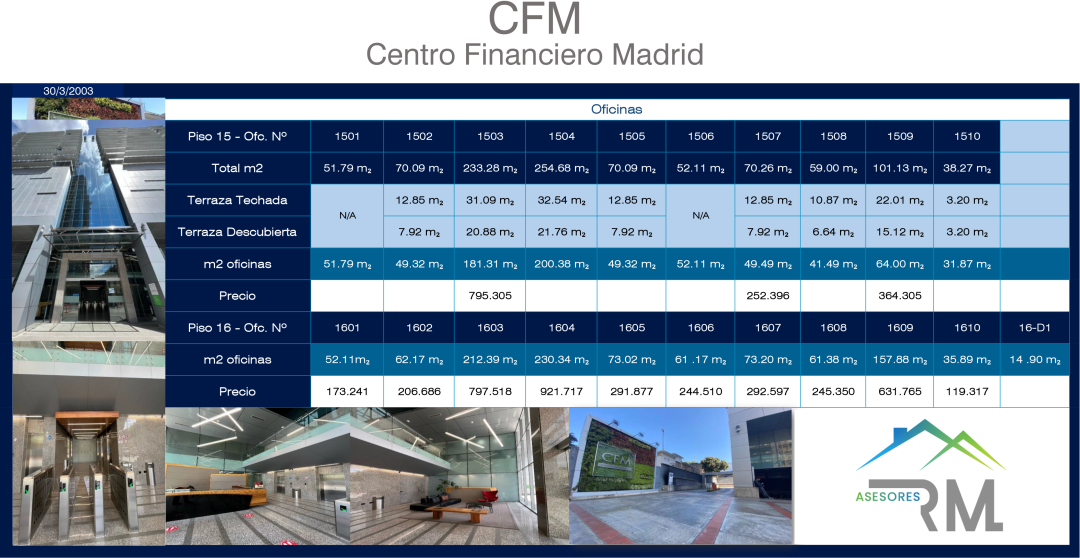 CFM
Centro Financiero Madrid
30/3/2003
Oficinas
Piso 15 - Ofc. Nº 1501 1502 1503 1504 1505 1506 1507 1508 1509 1510
Total m2 51.79 m₂ 70.09 m₂ 233.28 m₂ 254.68 m₂ 70.09 m₂ 52.11 m₂ 70.26 m₂ 59.00 m₂ 101.13 m₂ 38.27 m₂
Terraza Techada N/A 12.85 m₂ 31.09 m₂ 32.54 m₂ 12.85 m₂ N/A 12.85 m₂ 10.87 m₂ 22.01 m₂ 3.20 m₂
Terraza Descubierta 7.92 m₂ 20.88 m₂ 21.76 m₂ 7.92 m₂ 7.92 m₂ 6.64 m₂ 15.12 m₂ 3.20 m₂
m2 oficinas 51.79 m₂ 49.32 m₂ 181.31 m₂ 200.38 m₂ 49.32 m₂ 52.11 m₂ 49.49 m₂ 41.49 m₂ 64.00 m₂ 31.87 m₂
Precio 795.305 252.396 364.305
Piso 16 - Ofc. Nº 1601 1602 1603 1604 1605 1606 1607 1608 1609 1610 16-D1
m2 oficinas 52.11m₂ 62.17 m₂ 212.39 m₂ 230.34 m₂ 73.02 m₂ 61 .17 m₂ 73.20 m₂ 61.38 m₂ 157.88 m₂ 35.89 m₂ 14 .90 m₂
Precio 173.241 206.686 797.518 921.717 291.877 244.510 292.597 245.350 631.765 119.317
CFM
ASESORES
RM